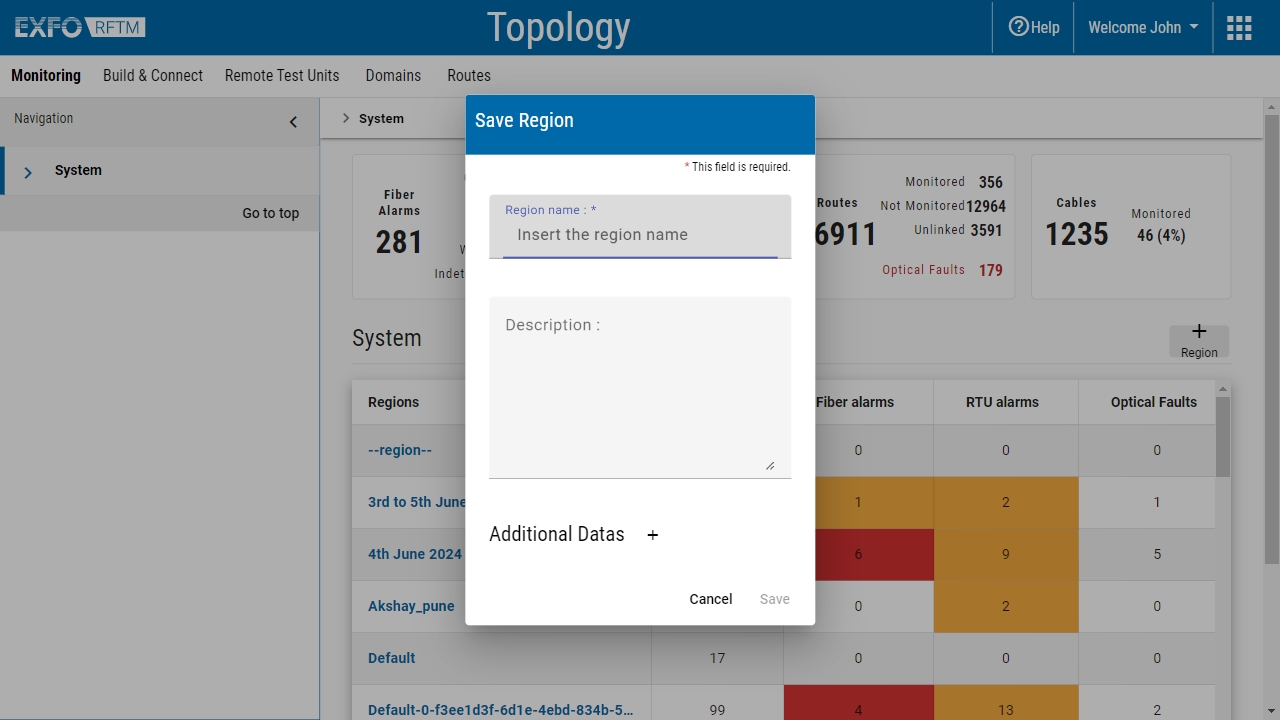 EXFO RFTM
Topology
Help
Welcome John
Monitoring
Build & Connect
Remote Test Units
Domains
Routes
Navigation
System
Go to top
System
Fiber
Alarms
281
Routes
6911
Monitored 356
Not Monitored 12964
Unlinked 3591
Optical Faults 179
Cables
1235
Monitored
46 (4%)
System
Region
Save Region
* This field is required.
Region name : *
Insert the region name
Description :
Additional Datas +
Cancel
Save
Regions Fiber alarms RTU alarms Optical Faults
--region-- 0 0 0
3rd to 5th June 1 2 1
4th June 2024 6 9 5
Akshay_pune 0 2 0
Default 17 0 0 0
Default-0-f3ee1d3f-6d1e-4ebd-834b-5... 99 4 13 2